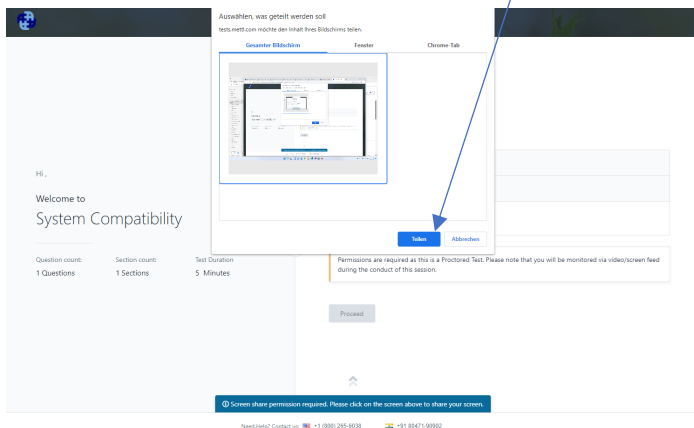 Auswählen, was geteilt werden soll
tests.mettl.com möchte den Inhalt Ihres Bildschirms teilen.
Gesamter Bildschirm Fenster Chrome-Tab
Teilen Abbrechen
Hi ,
Welcome to
System Compatibility
Question count: Section count: Test Duration
1 Questions 1 Sections 5 Minutes
Permissions are required as this is a Proctored Test. Please note that you will be monitored via video/screen feed
during the conduct of this session.
Proceed
Screen share permission required. Please click on the screen above to share your screen.
Need Help? Contact us: +1 (800) 265-6038 +91 80471-90902